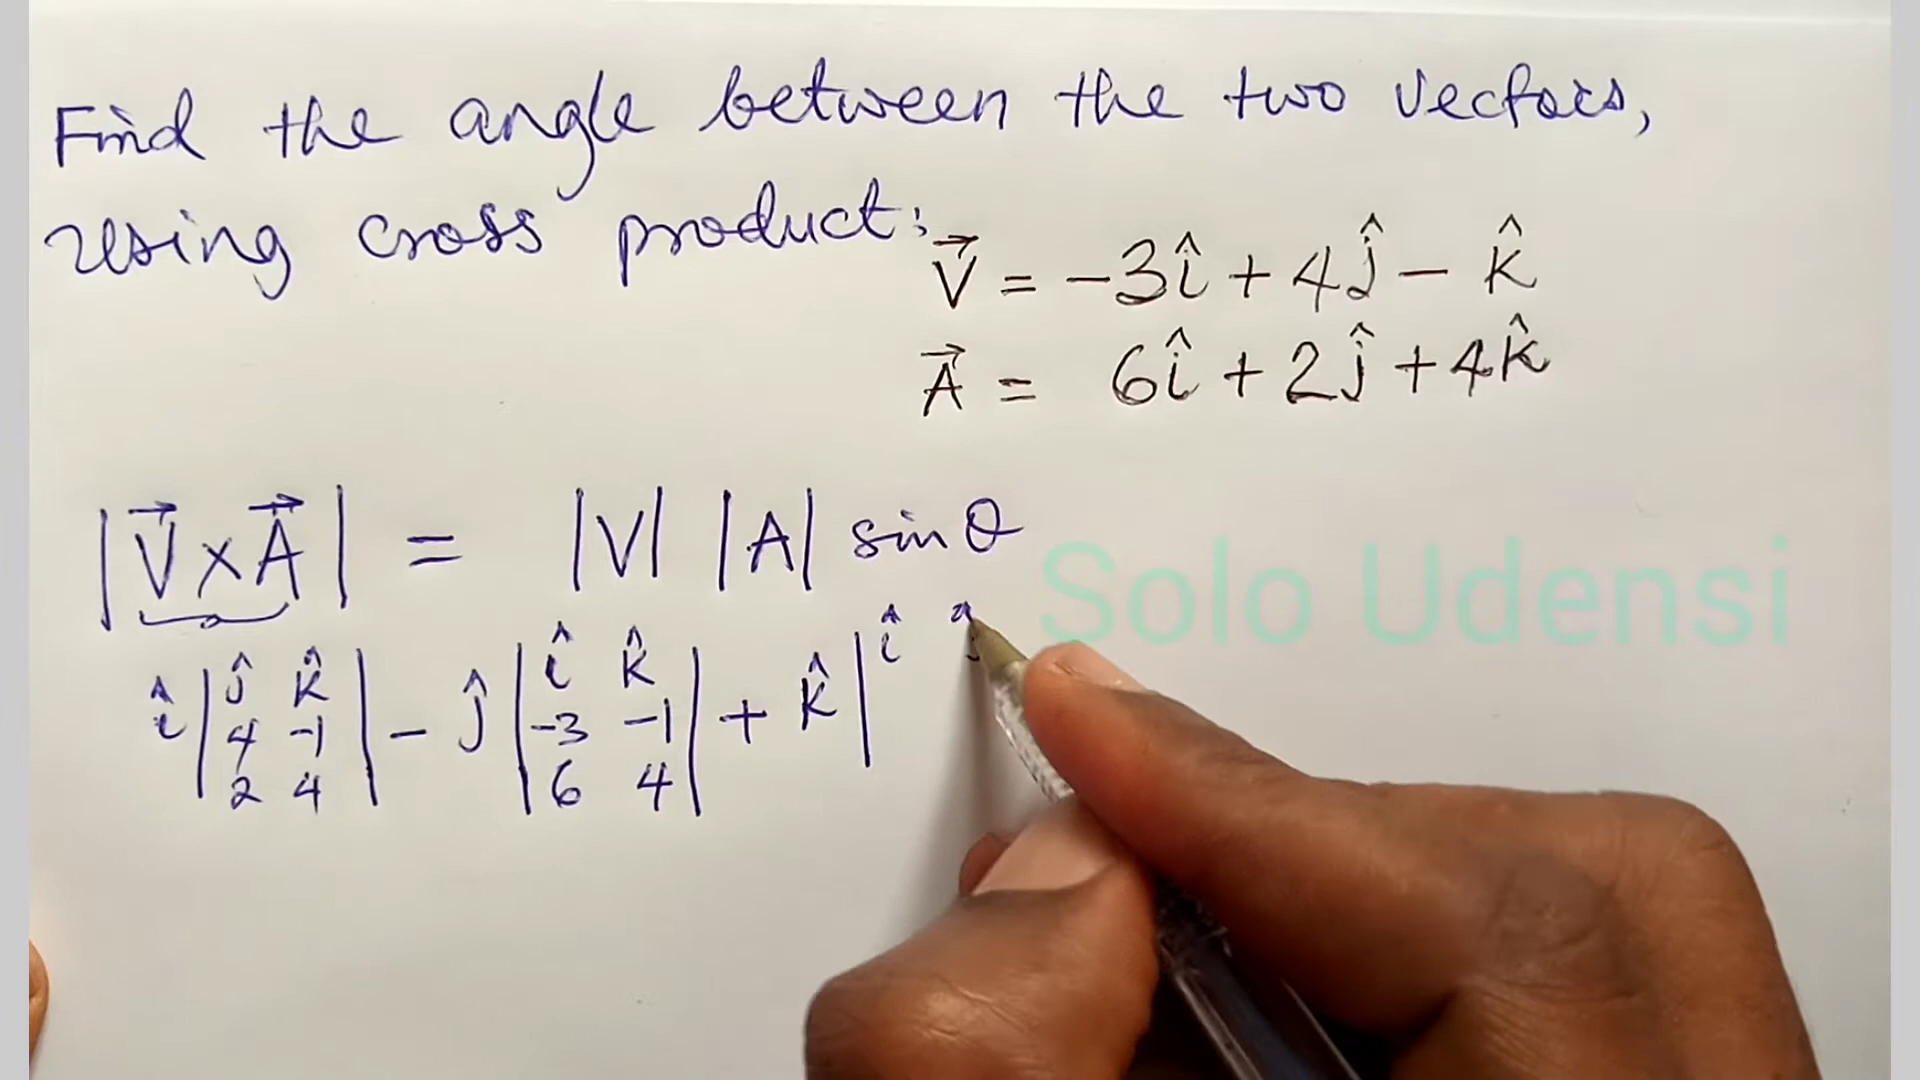 Find the angle between the two vectors,
using cross product:
V⃗ = -3î + 4ĵ - k̂
A⃗ = 6î + 2ĵ + 4k̂
|V⃗ × A⃗| = |V| |A| sin θ
Solo Udensi
î | ĵ k̂ | - ĵ | î k̂ | + k̂ | î
4 -1 -3 -1
2 4 6 4